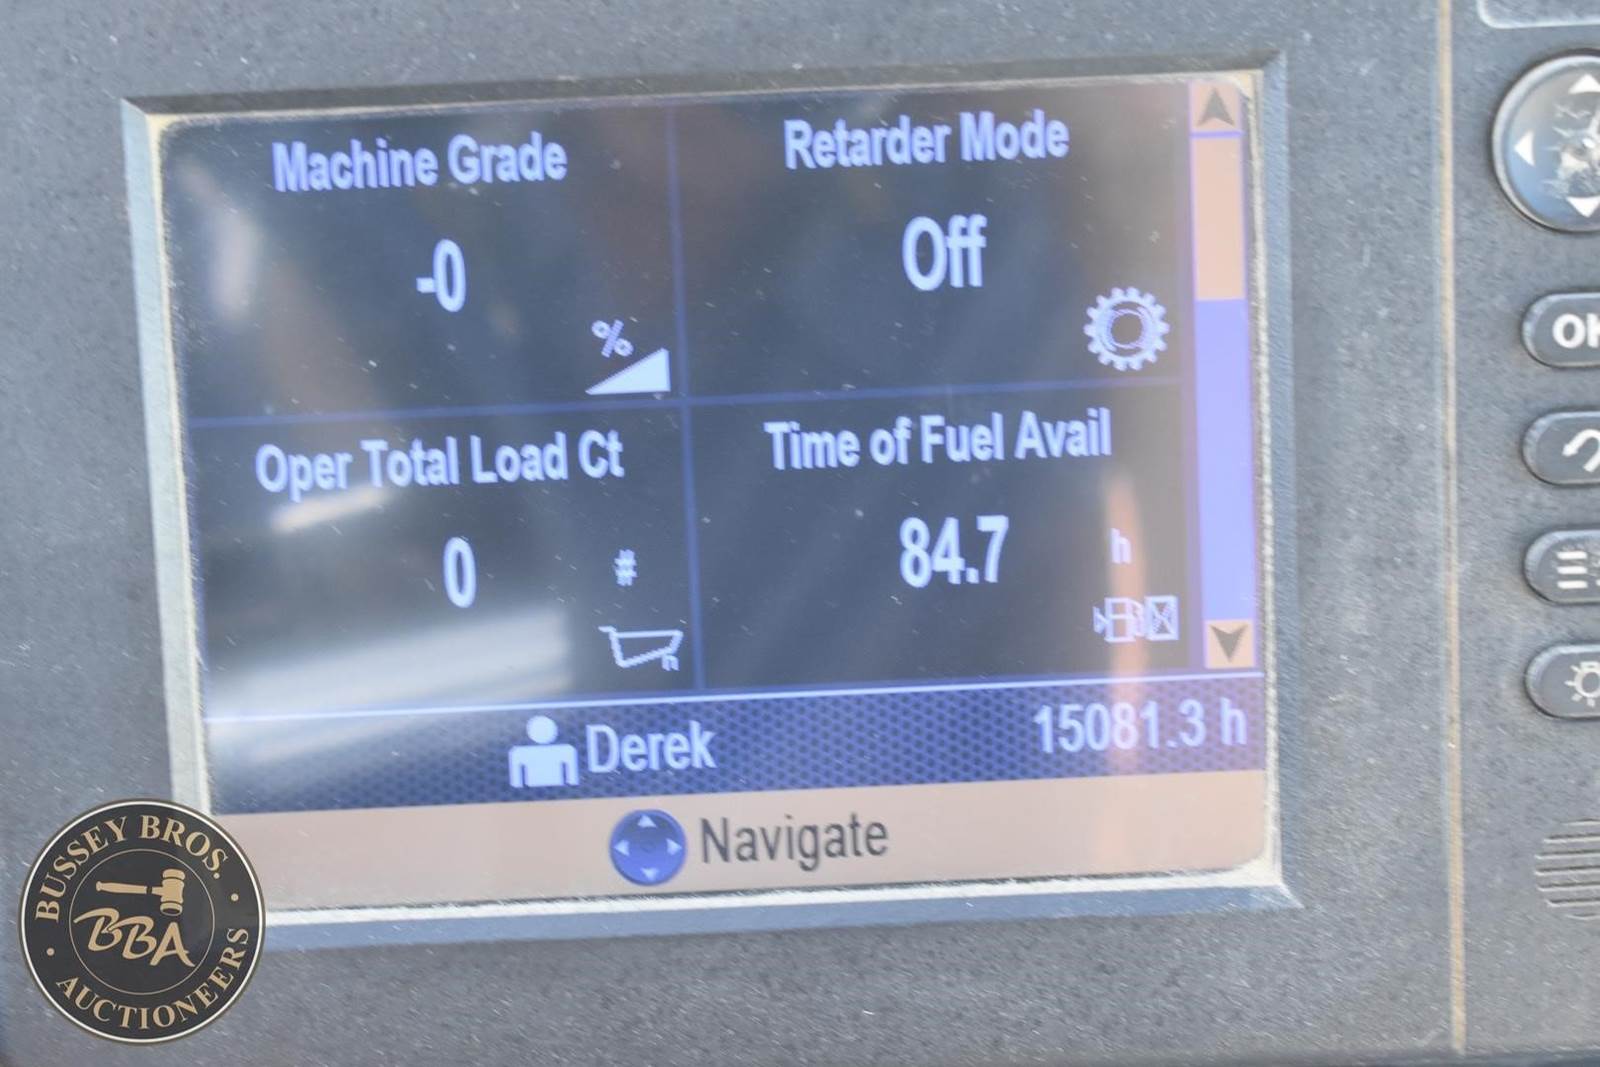 Machine Grade
-0
%
Retarder Mode
Off
Oper Total Load Ct
0
#
Time of Fuel Avail
84.7
h
Derek
15081.3 h
Navigate
OK
BUSSEY BROS.
BBA
AUCTIONEERS